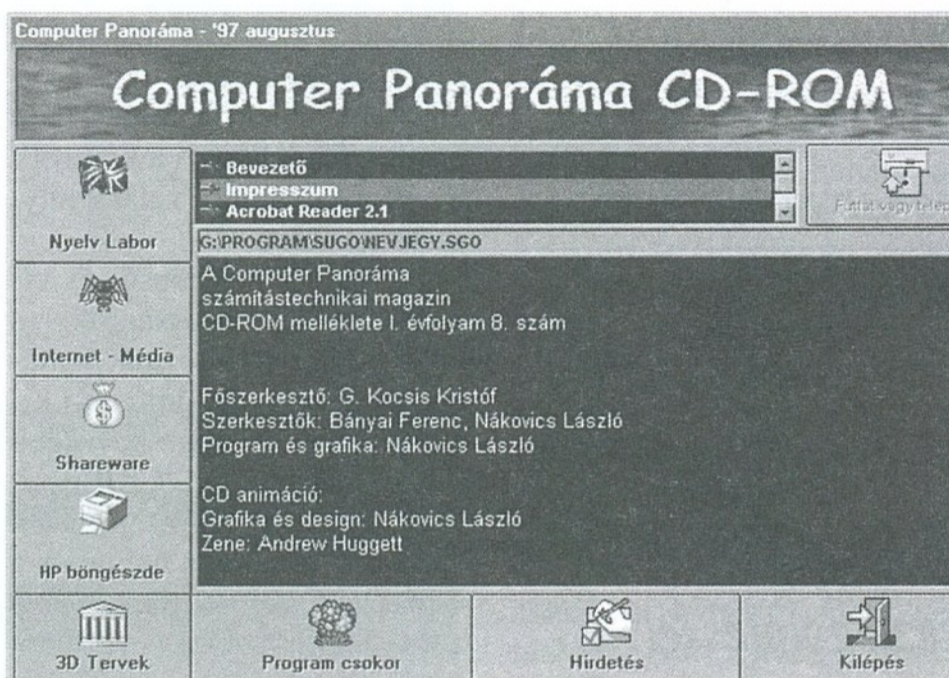 Computer Panoráma - '97 augusztus
Computer Panoráma CD-ROM
Bevezető
Impresszum
Acrobat Reader 2.1
Futtat vagy telep
Nyelv Labor
G:\PROGRAM\SUGO\NEVJEGY.SGO
A Computer Panoráma
számítástechnikai magazin
CD-ROM melléklete I. évfolyam 8. szám
Internet - Média
Főszerkesztő: G. Kocsis Kristóf
Szerkesztők: Bányai Ferenc, Nákovics László
Program és grafika: Nákovics László
Shareware
CD animáció:
Grafika és design: Nákovics László
Zene: Andrew Huggett
HP böngészde
3D Tervek
Program csokor
Hirdetés
Kilépés